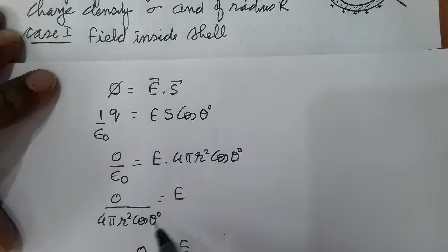 charge density σ and of radius R
CASE I field inside shell
∅ = E⃗ . S⃗
1/ε₀ q = E S Cos θ°
0/ε₀ = E. 4πr² Cos θ°
0/4πr² Cos θ° = E
0 E